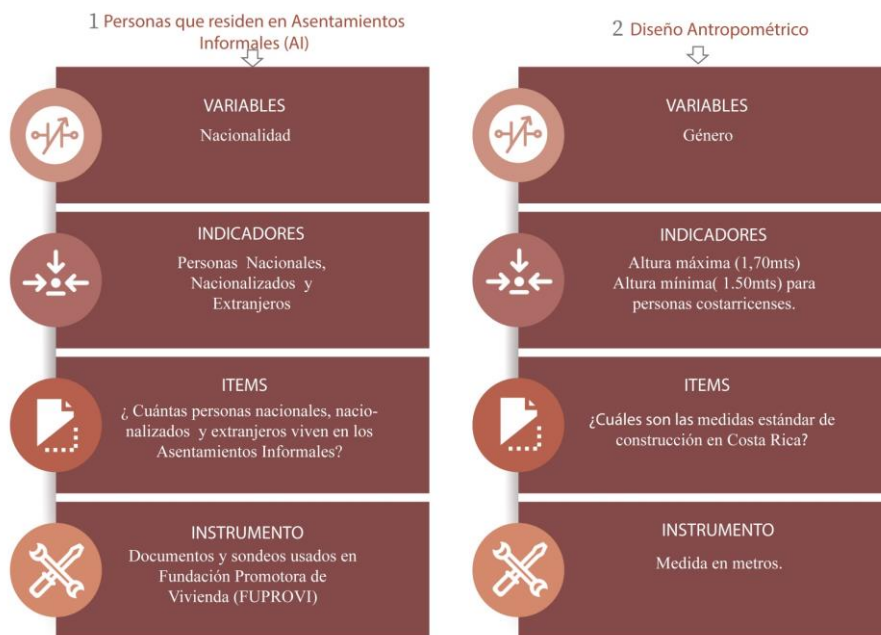 1 Personas que residen en Asentamientos
Informales (AI)
VARIABLES
Nacionalidad
INDICADORES
Personas Nacionales,
Nacionalizados y
Extranjeros
ITEMS
¿ Cuántas personas nacionales, nacio-
nalizados y extranjeros viven en los
Asentamientos Informales?
INSTRUMENTO
Documentos y sondeos usados en
Fundación Promotora de
Vivienda (FUPROVI)
2 Diseño Antropométrico
VARIABLES
Género
INDICADORES
Altura máxima (1,70mts)
Altura mínima( 1.50mts) para
personas costarricenses.
ITEMS
¿Cuáles son las medidas estándar de
construcción en Costa Rica?
INSTRUMENTO
Medida en metros.